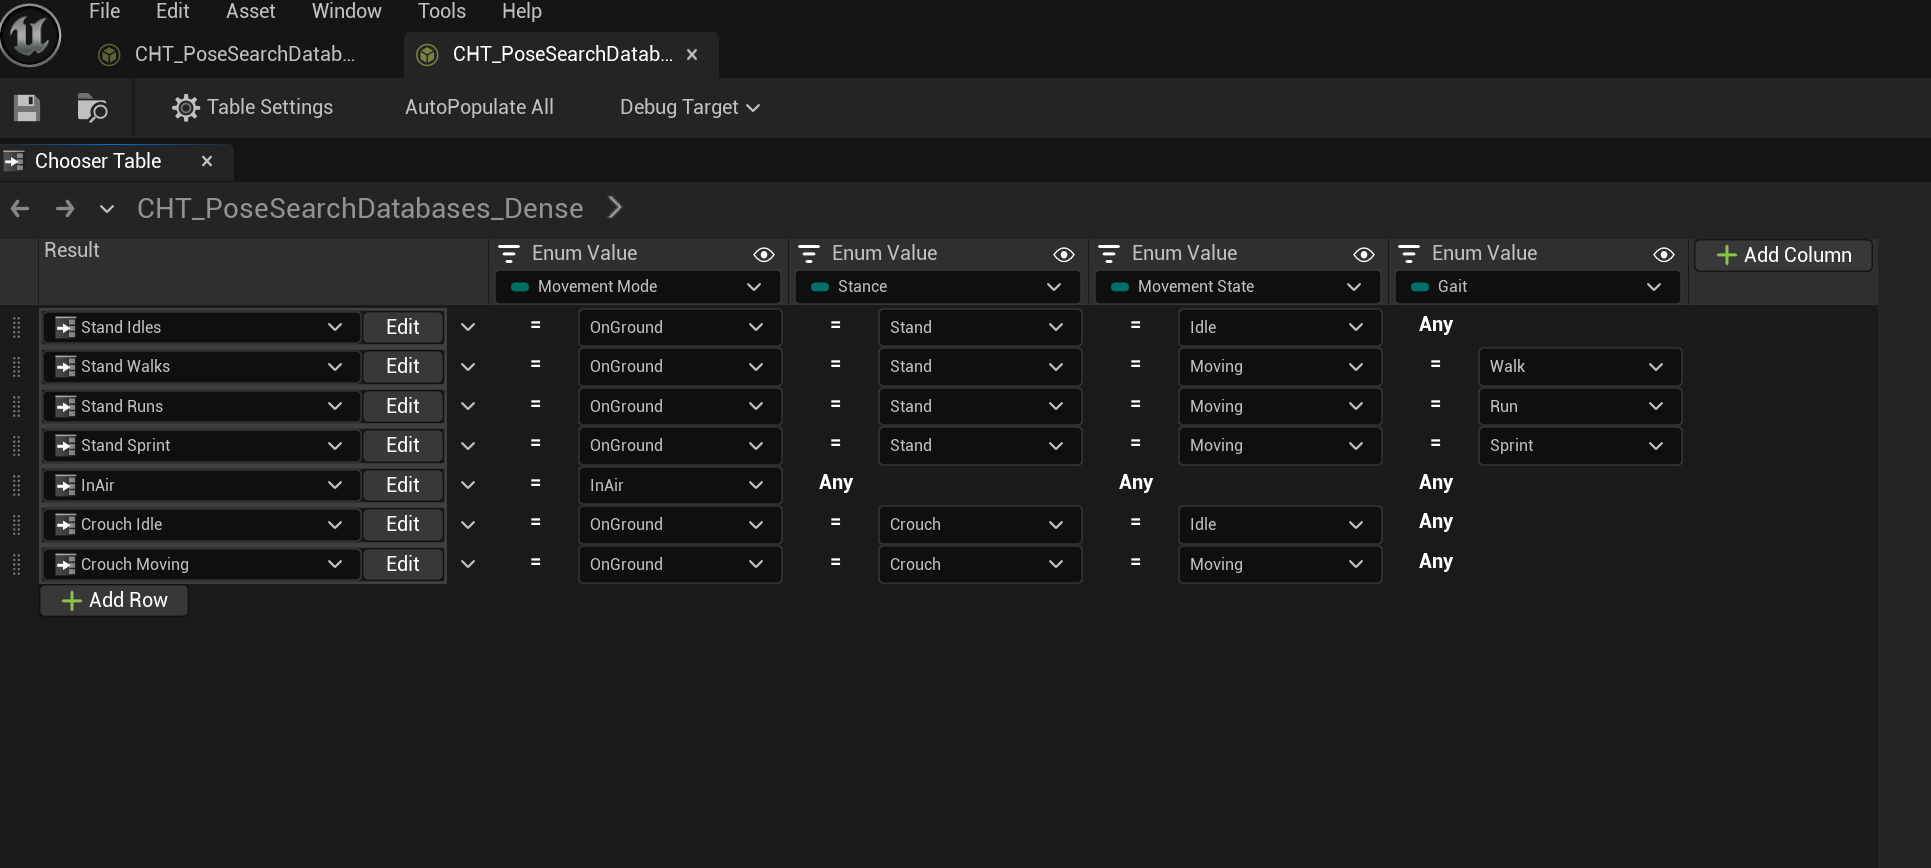 File Edit Asset Window Tools Help
CHT_PoseSearchDatab... CHT_PoseSearchDatab...
Table Settings AutoPopulate All Debug Target
Chooser Table
CHT_PoseSearchDatabases_Dense
Result Enum Value Enum Value Enum Value Enum Value Add Column
Movement Mode Stance Movement State Gait
Stand Idles Edit = OnGround = Stand = Idle Any
Stand Walks Edit = OnGround = Stand = Moving = Walk
Stand Runs Edit = OnGround = Stand = Moving = Run
Stand Sprint Edit = OnGround = Stand = Moving = Sprint
InAir Edit = InAir Any Any Any
Crouch Idle Edit = OnGround = Crouch = Idle Any
Crouch Moving Edit = OnGround = Crouch = Moving Any
Add Row